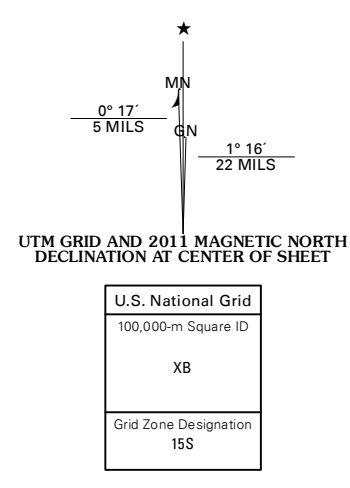 ★
MN
0° 17´
5 MILS
GN
1° 16´
22 MILS
UTM GRID AND 2011 MAGNETIC NORTH
DECLINATION AT CENTER OF SHEET
U.S. National Grid
100,000-m Square ID
XB
Grid Zone Designation
15S